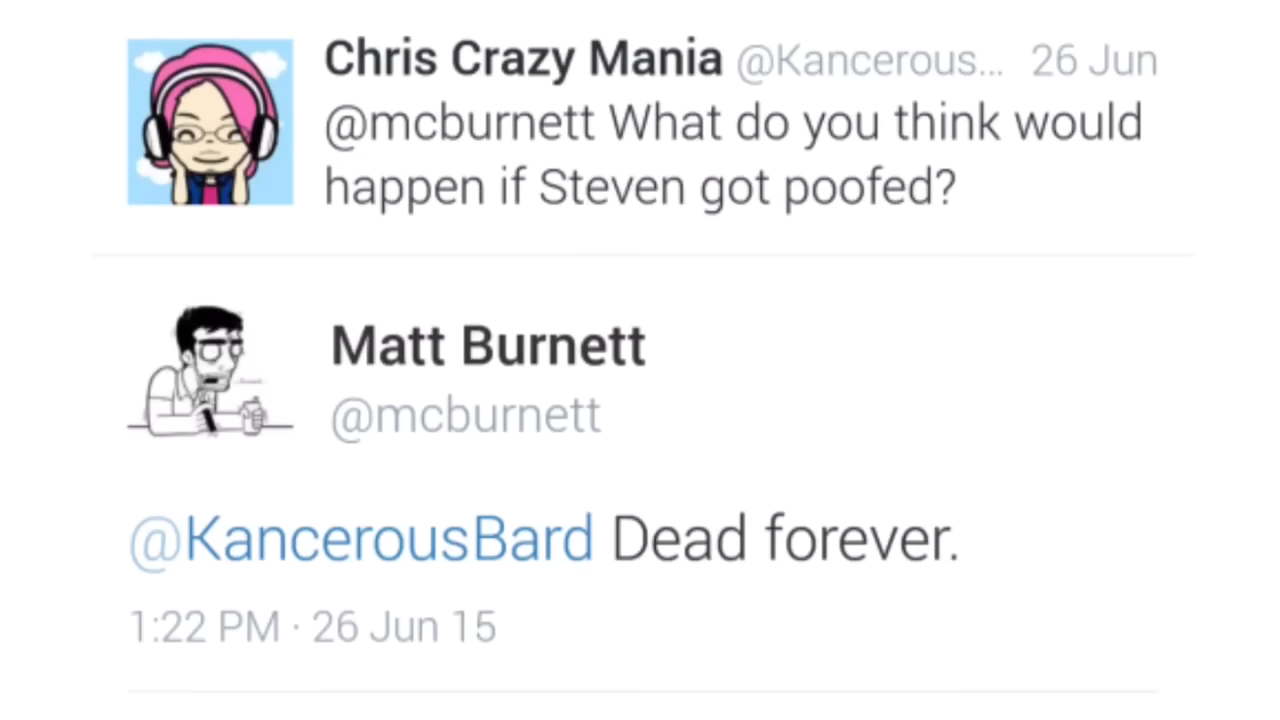 Chris Crazy Mania @Kancerous... 26 Jun
@mcburnett What do you think would
happen if Steven got poofed?
Matt Burnett
@mcburnett
@KancerousBard Dead forever.
1:22 PM · 26 Jun 15